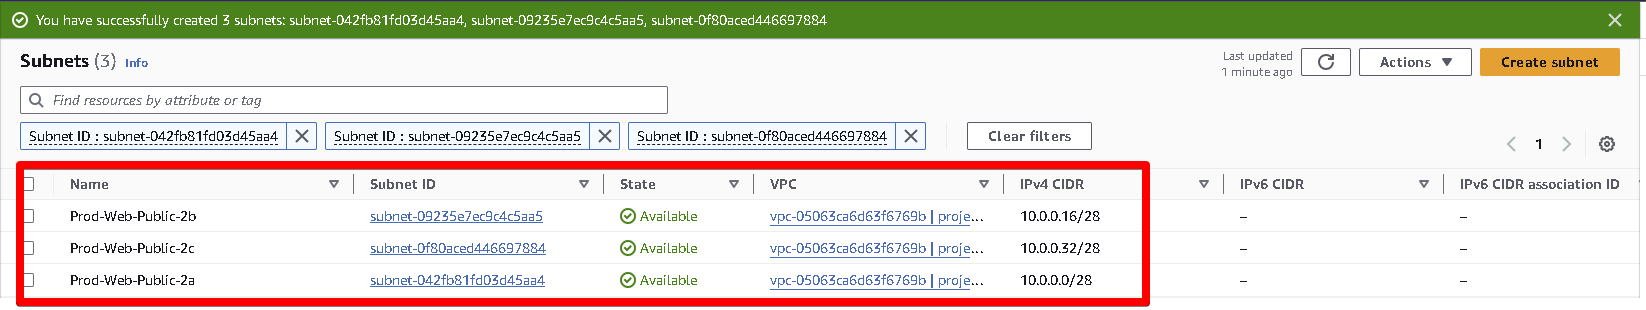 You have successfully created 3 subnets: subnet-042fb81fd03d45aa4, subnet-09235e7ec9c4c5aa5, subnet-0f80aced446697884
Subnets (3) Info
Last updated
1 minute ago
Actions
Create subnet
Find resources by attribute or tag
Subnet ID : subnet-042fb81fd03d45aa4
Subnet ID : subnet-09235e7ec9c4c5aa5
Subnet ID : subnet-0f80aced446697884
Clear filters
1
Name Subnet ID State VPC IPv4 CIDR IPv6 CIDR IPv6 CIDR association ID
Prod-Web-Public-2b subnet-09235e7ec9c4c5aa5 Available vpc-05063ca6d63f6769b | proje... 10.0.0.16/28 – –
Prod-Web-Public-2c subnet-0f80aced446697884 Available vpc-05063ca6d63f6769b | proje... 10.0.0.32/28 – –
Prod-Web-Public-2a subnet-042fb81fd03d45aa4 Available vpc-05063ca6d63f6769b | proje... 10.0.0.0/28 – –